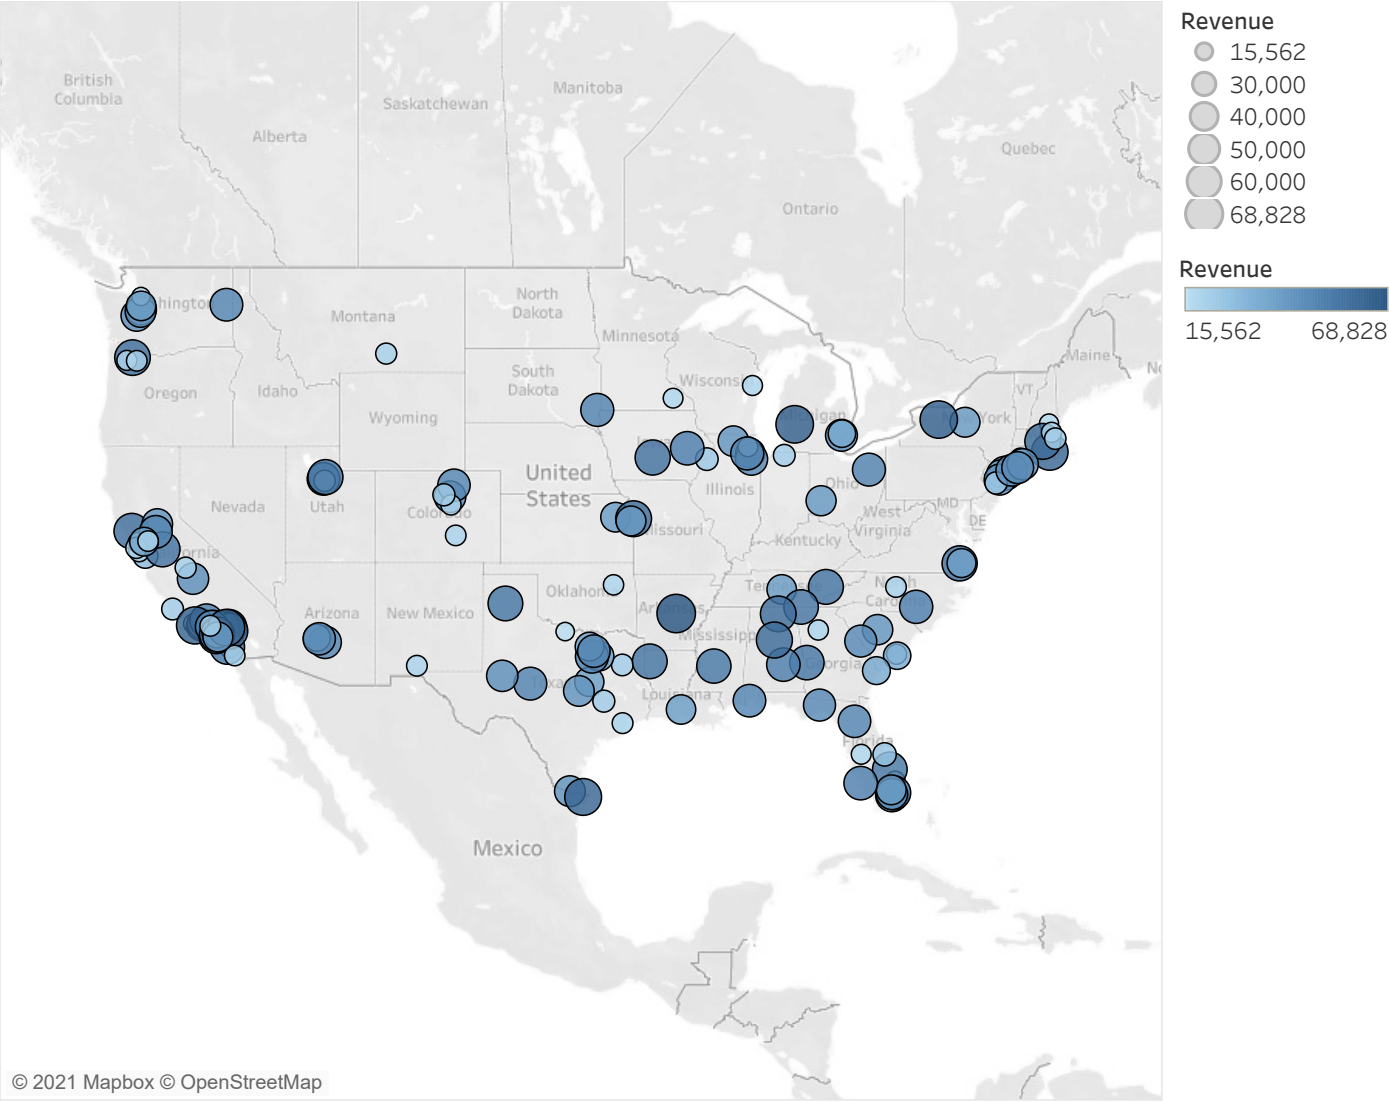 British
Columbia
Alberta
Saskatchewan
Manitoba
Ontario
Quebec
Montana
North
Dakota
Minnesota
Oregon
Idaho
Wyoming
South
Dakota
Maine
VT
Nevada
Utah
United
States
Illinois
Ohio
West
Virginia
MD
DE
Kentucky
Arizona
New Mexico
Mississippi
Georgia
Louisiana
Florida
Mexico
© 2021 Mapbox © OpenStreetMap
Revenue
15,562
30,000
40,000
50,000
60,000
68,828
Revenue
15,562 68,828